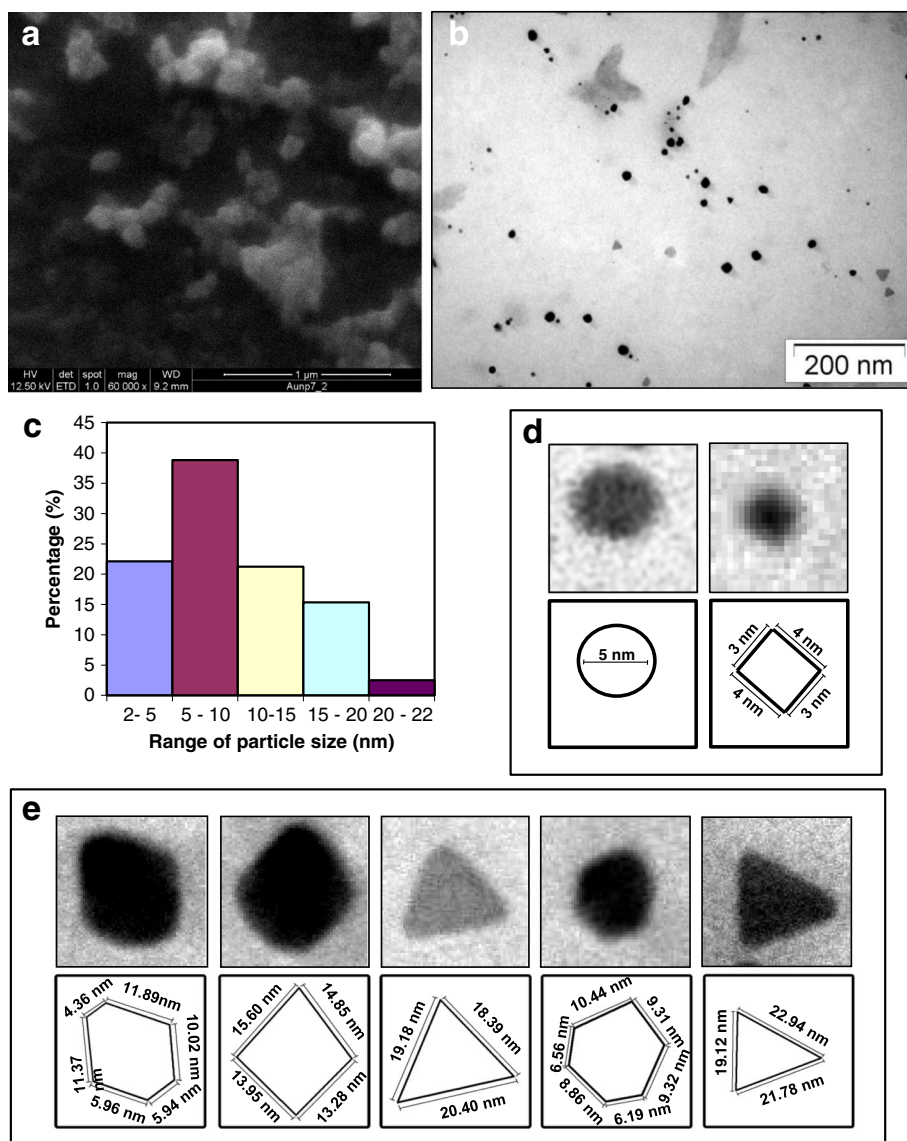 a
HV det spot mag WD 1 µm
12.50 kV ETD 1.0 60 000 x 9.2 mm Aunp7_2
b
200 nm
c
Percentage (%)
45
40
35
30
25
20
15
10
5
0
2- 5 5 - 10 10-15 15 - 20 20 - 22
Range of particle size (nm)
d
5 nm
3 nm
4 nm
4 nm
3 nm
e
4.36 nm
11.89nm
10.02 nm
11.37 nm
5.96 nm
5.94 nm
15.60 nm
14.85 nm
13.95 nm
13.28 nm
19.18 nm
18.39 nm
20.40 nm
10.44 nm
9.31 nm
6.56 nm
8.86 nm
6.19 nm
9.32 nm
19.12 nm
22.94 nm
21.78 nm